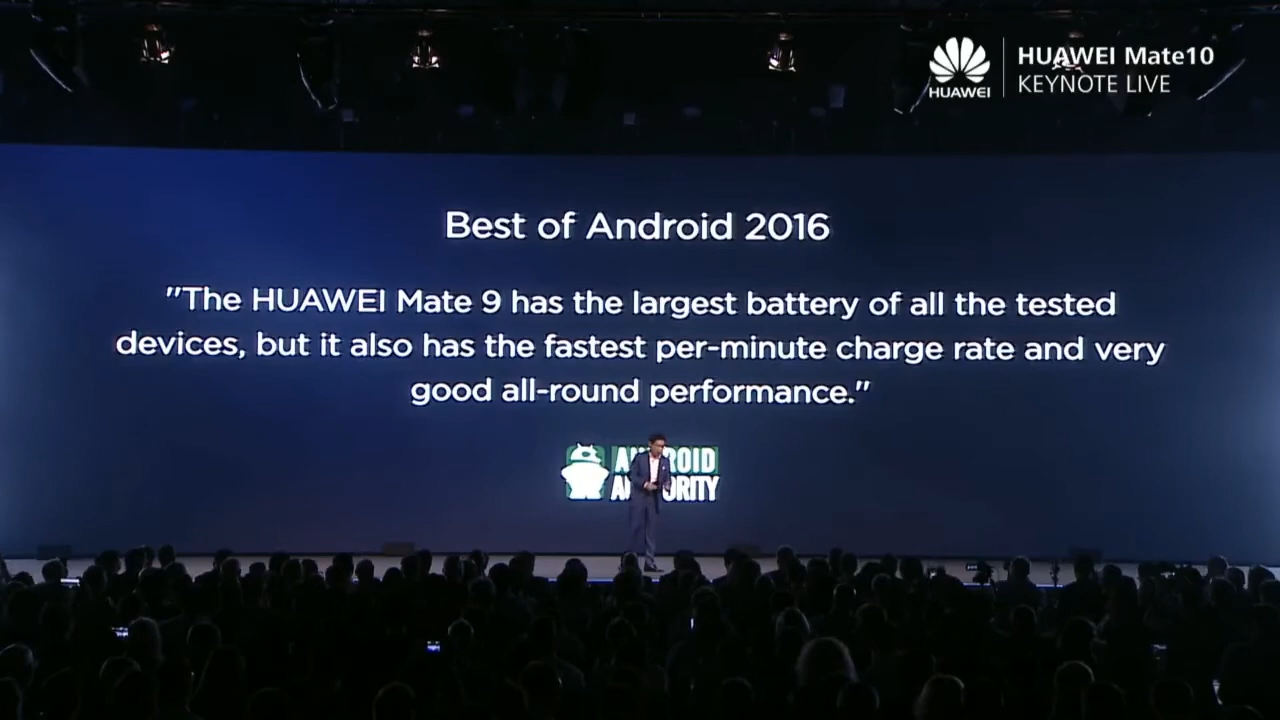 HUAWEI
HUAWEI Mate10
KEYNOTE LIVE
Best of Android 2016
"The HUAWEI Mate 9 has the largest battery of all the tested
devices, but it also has the fastest per-minute charge rate and very
good all-round performance."